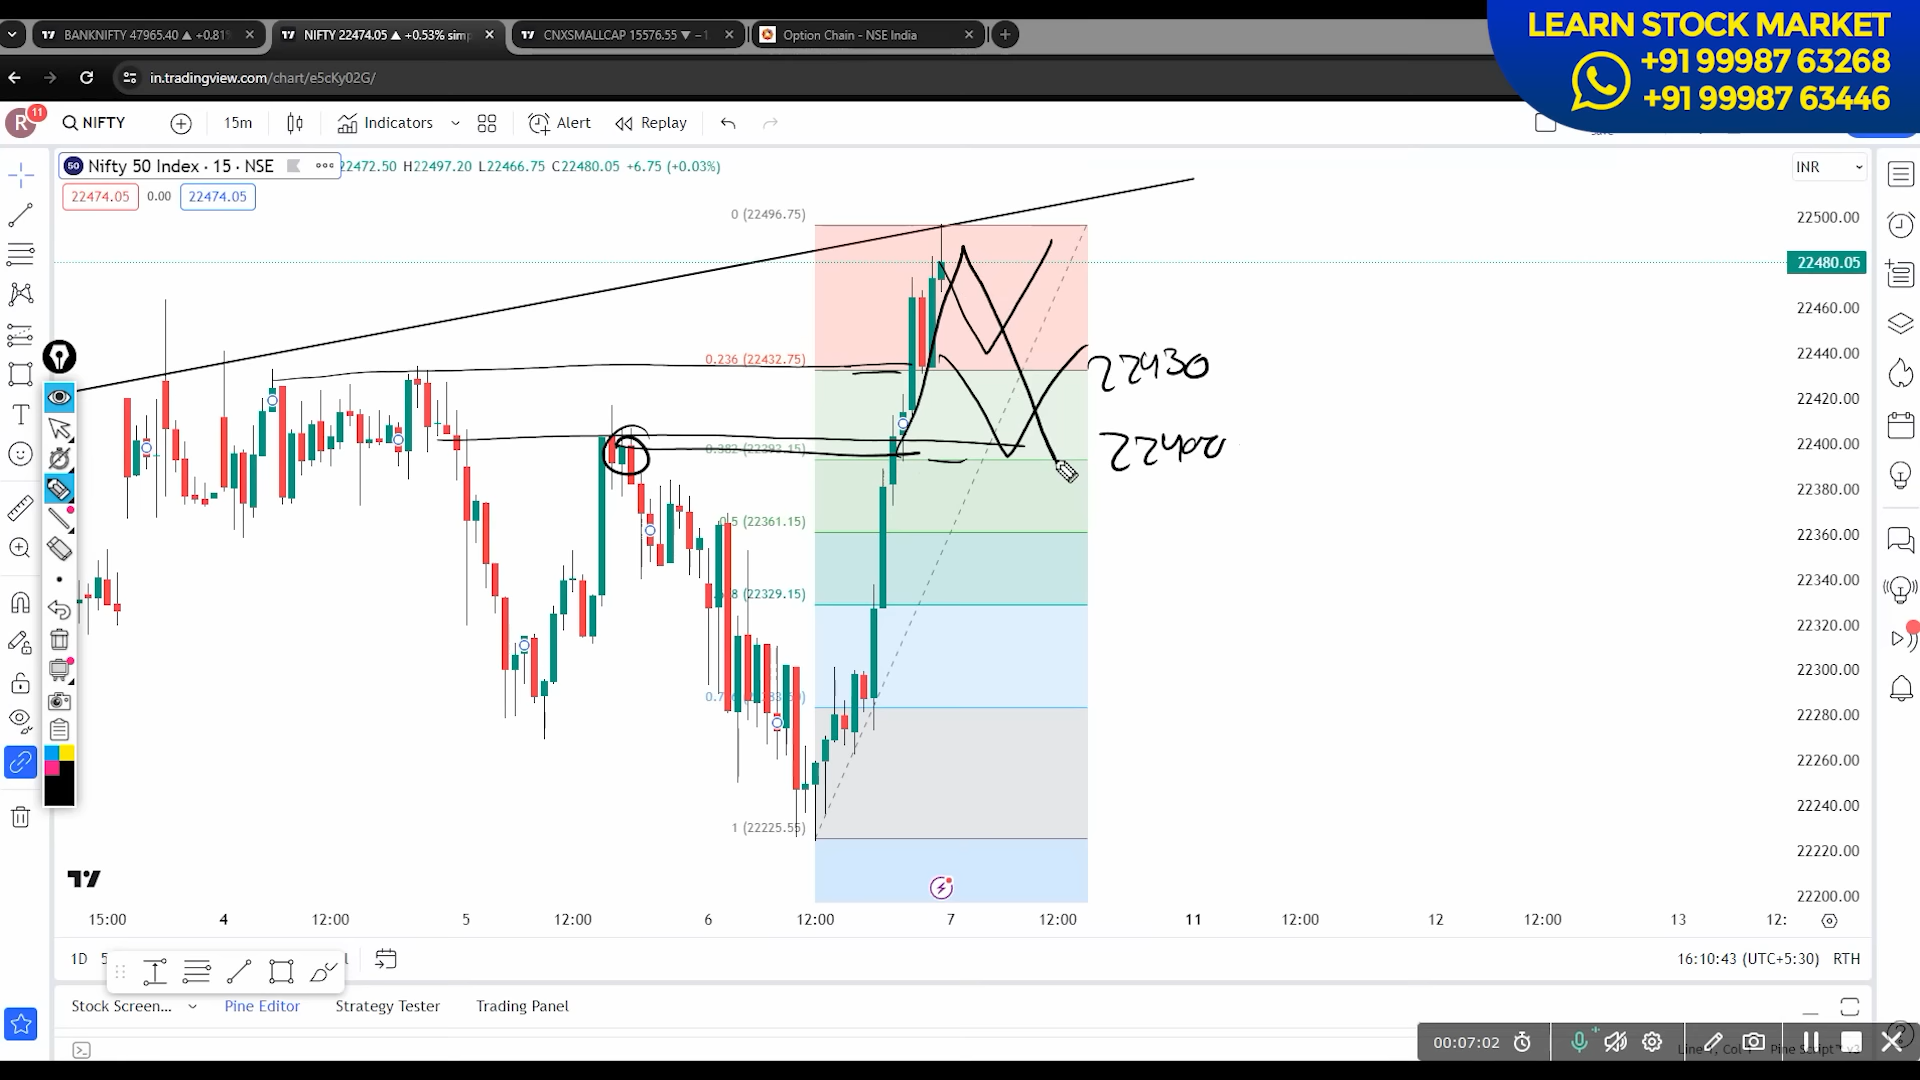 BANKNIFTY 47965.40 ▲ +0.81%
NIFTY 22474.05 ▲ +0.53% simp
CNXSMALLCAP 15576.55 ▼ −1
Option Chain - NSE India
LEARN STOCK MARKET
+91 99987 63268
+91 99987 63446
in.tradingview.com/chart/e5cKy02G/
R
11
NIFTY
15m
Indicators
Alert
Replay
50
Nifty 50 Index · 15 · NSE
22472.50 H22497.20 L22466.75 C22480.05 +6.75 (+0.03%)
INR
22474.05
0.00
22474.05
0 (22496.75)
0.236 (22432.75)
0.5 (22361.15)
1 (22225.55)
22430
22400
22500.00
22480.05
22460.00
22440.00
22420.00
22400.00
22380.00
22360.00
22340.00
22320.00
22300.00
22280.00
22260.00
22240.00
22220.00
22200.00
15:00
4
12:00
5
12:00
6
12:00
7
12:00
11
12:00
12
12:00
13
12:
1D
16:10:43 (UTC+5:30)
RTH
Stock Screen...
Pine Editor
Strategy Tester
Trading Panel
00:07:02